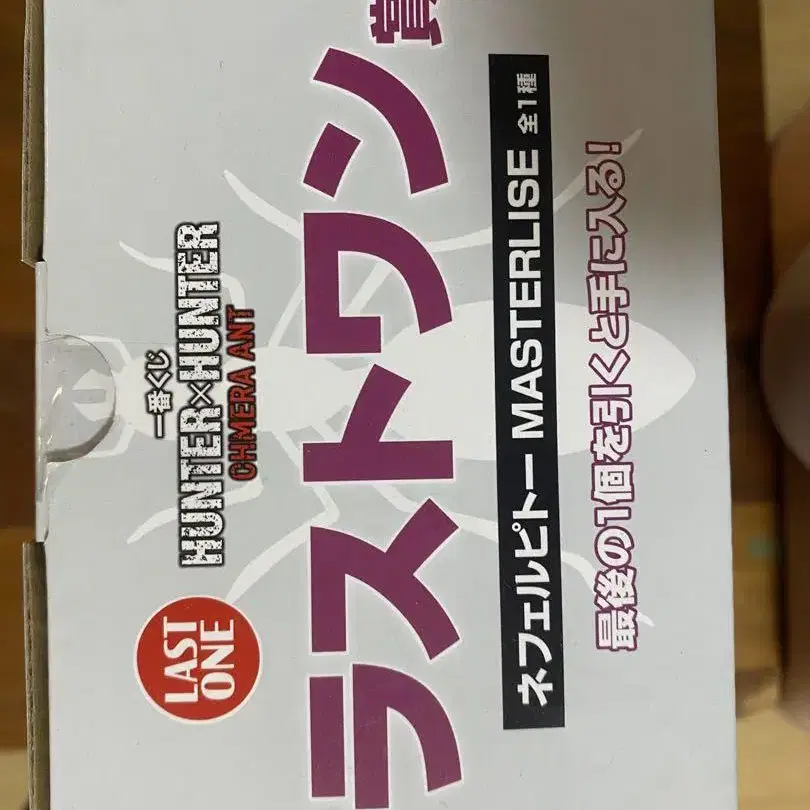 一番くじ
HUNTER×HUNTER
CHIMERA ANT
LAST
ONE
ラストワン賞
ネフェルピトー MASTERLISE 全1種
最後の1個を引くと手に入る!